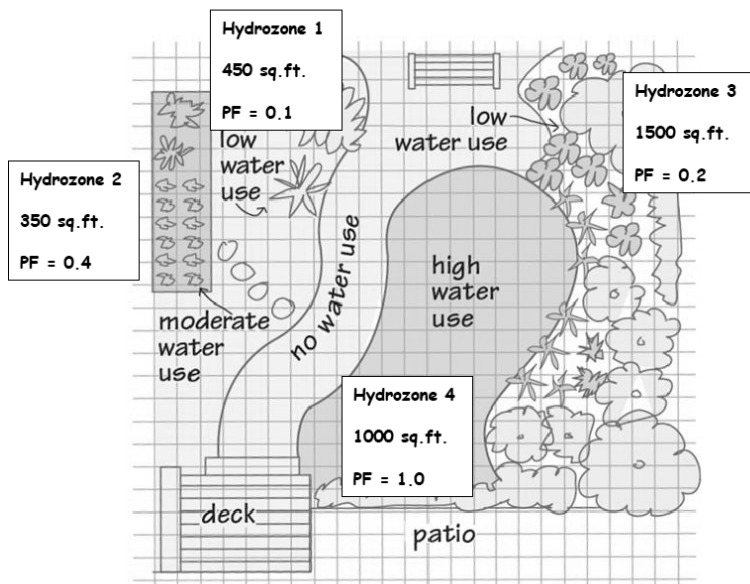 Hydrozone 1
450 sq.ft.
PF = 0.1
low
water
use
Hydrozone 2
350 sq.ft.
PF = 0.4
moderate
water
use
no water use
low
water use
Hydrozone 3
1500 sq.ft.
PF = 0.2
high
water
use
Hydrozone 4
1000 sq.ft.
PF = 1.0
deck
patio